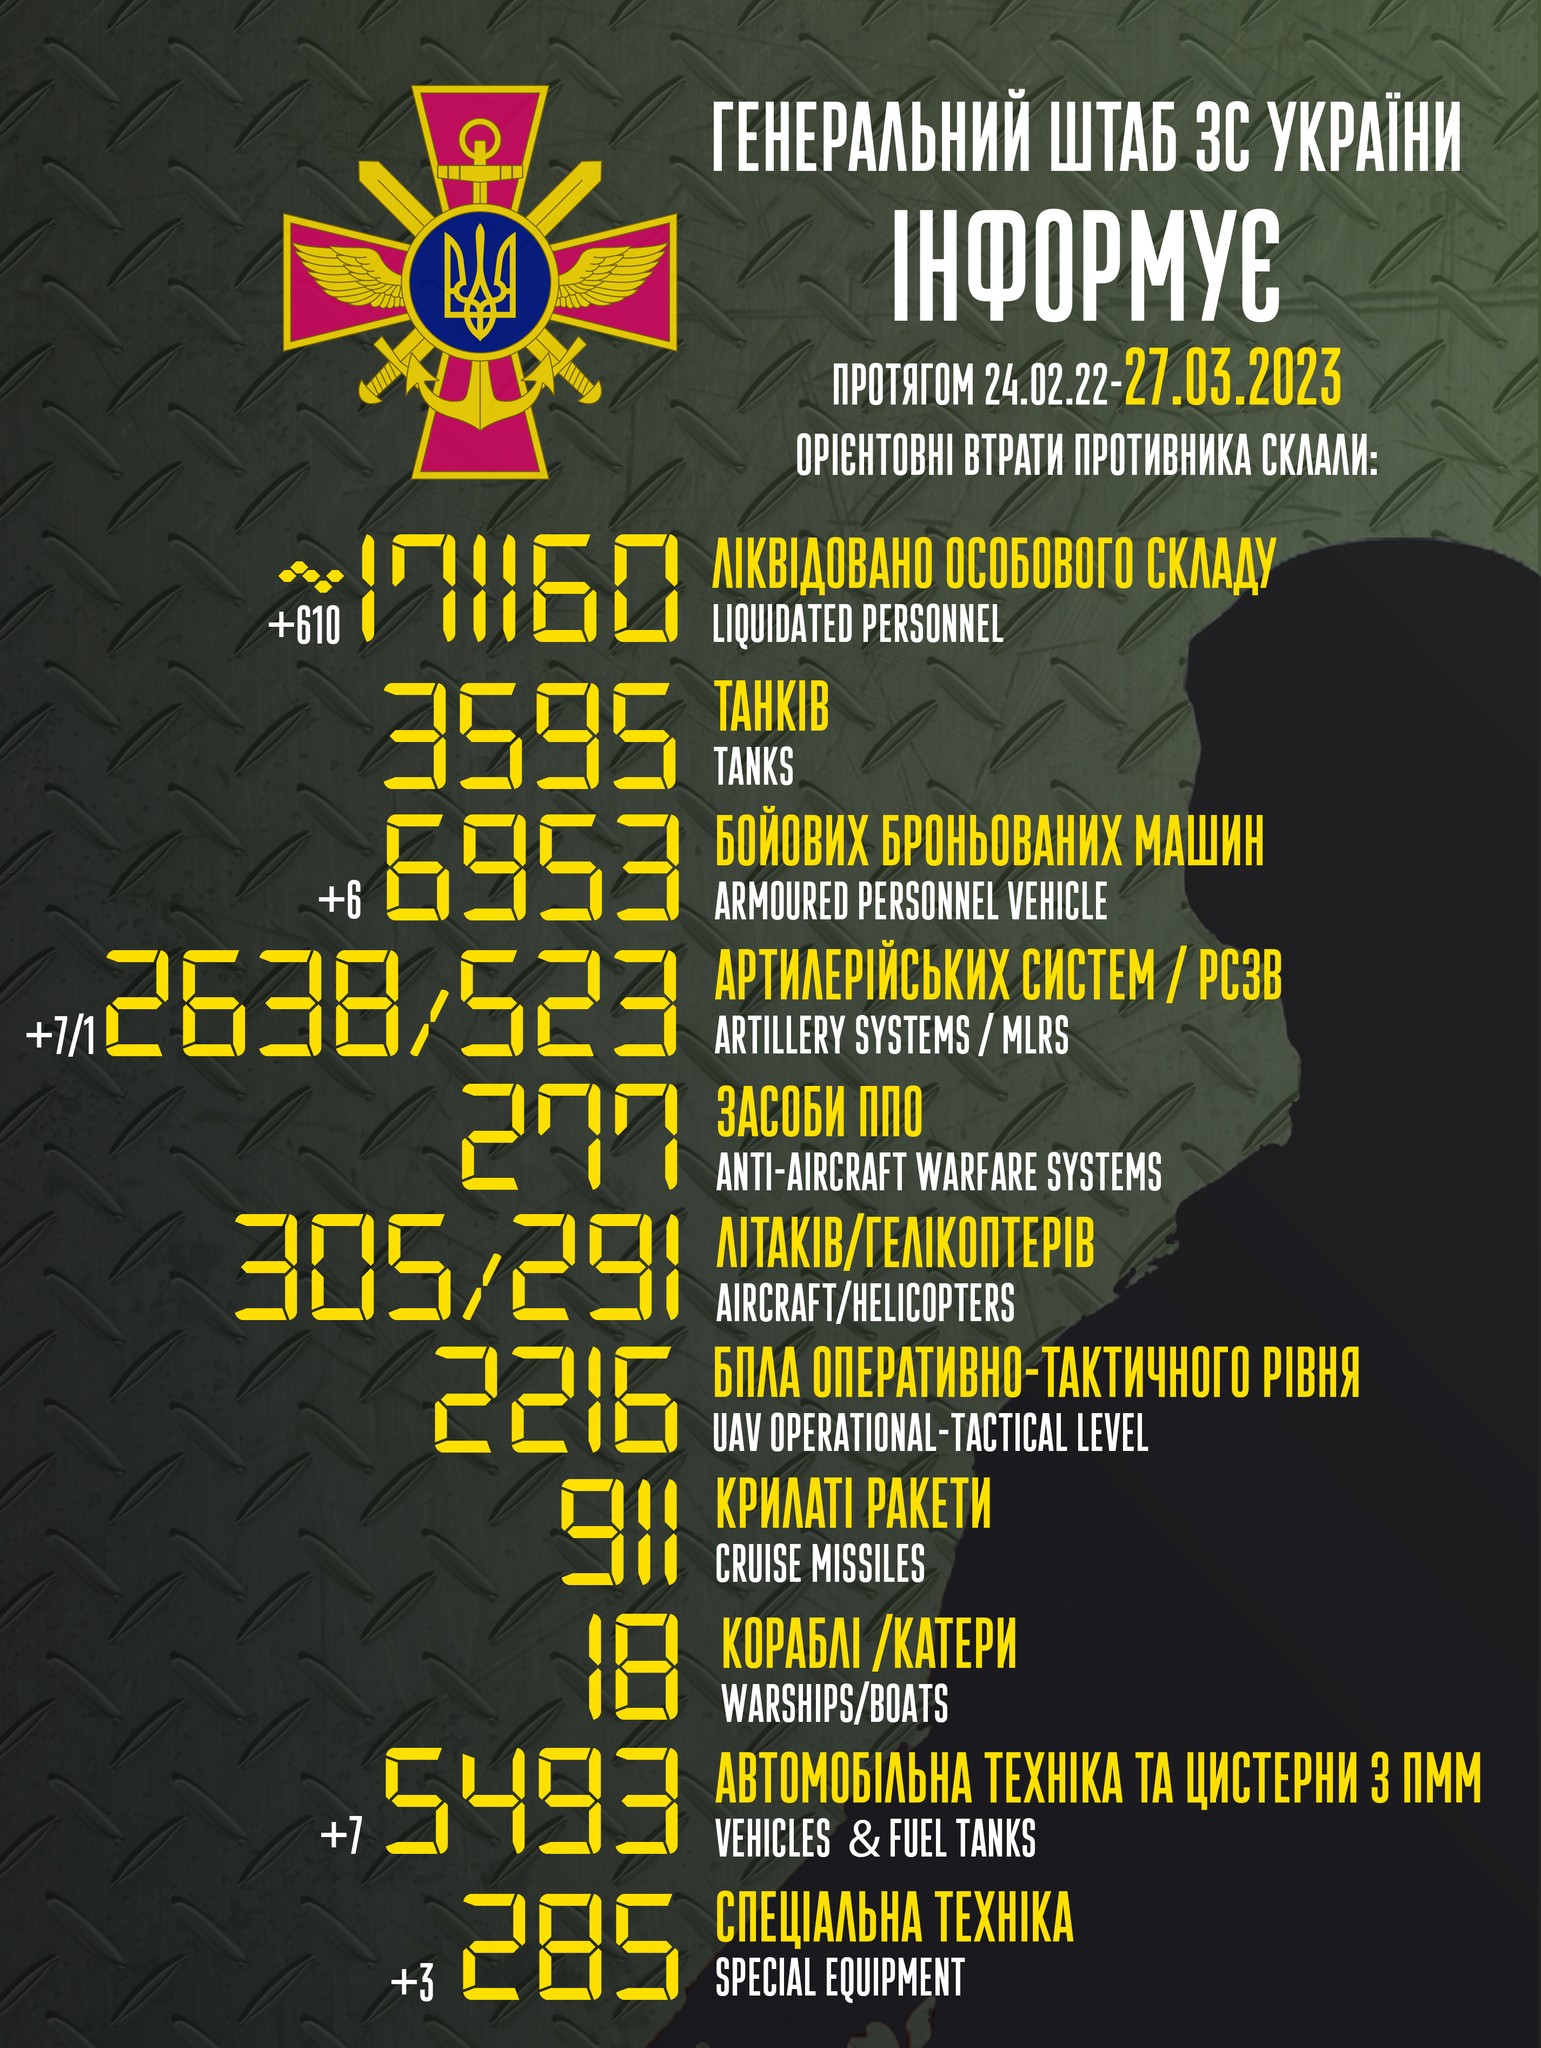 ГЕНЕРАЛЬНИЙ ШТАБ ЗС УКРАЇНИ
ІНФОРМУЄ
ПРОТЯГОМ 24.02.22-27.03.2023
ОРІЄНТОВНІ ВТРАТИ ПРОТИВНИКА СКЛАЛИ:
~171160 ЛІКВІДОВАНО ОСОБОВОГО СКЛАДУ
+610 LIQUIDATED PERSONNEL
3595 ТАНКІВ
TANKS
6953 БОЙОВИХ БРОНЬОВАНИХ МАШИН
+6 ARMOURED PERSONNEL VEHICLE
2638/523 АРТИЛЕРІЙСЬКИХ СИСТЕМ / РСЗВ
+7/1 ARTILLERY SYSTEMS / MLRS
277 ЗАСОБИ ППО
ANTI-AIRCRAFT WARFARE SYSTEMS
305/291 ЛІТАКІВ/ГЕЛІКОПТЕРІВ
AIRCRAFT/HELICOPTERS
2216 БПЛА ОПЕРАТИВНО-ТАКТИЧНОГО РІВНЯ
UAV OPERATIONAL-TACTICAL LEVEL
911 КРИЛАТІ РАКЕТИ
CRUISE MISSILES
18 КОРАБЛІ /КАТЕРИ
WARSHIPS/BOATS
5493 АВТОМОБІЛЬНА ТЕХНІКА ТА ЦИСТЕРНИ З ПММ
+7 VEHICLES & FUEL TANKS
285 СПЕЦІАЛЬНА ТЕХНІКА
+3 SPECIAL EQUIPMENT